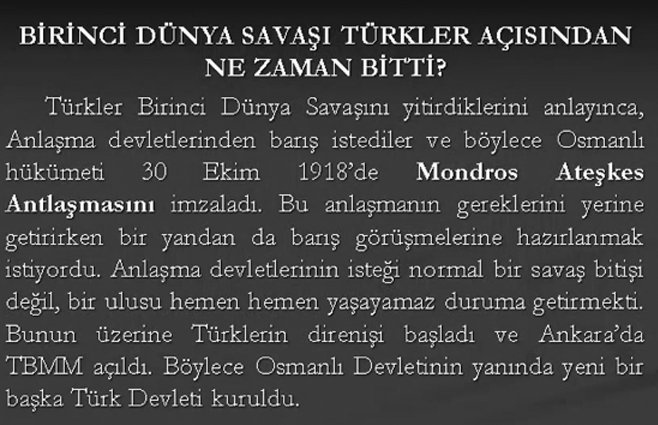 BİRİNCİ DÜNYA SAVAŞI TÜRKLER AÇISINDAN
NE ZAMAN BİTTİ?
Türkler Birinci Dünya Savaşını yitirdiklerini anlayınca,
Anlaşma devletlerinden barış istediler ve böylece Osmanlı
hükümeti 30 Ekim 1918’de Mondros Ateşkes
Antlaşmasını imzaladı. Bu anlaşmanın gereklerini yerine
getirirken bir yandan da barış görüşmelerine hazırlanmak
istiyordu. Anlaşma devletlerinin isteği normal bir savaş bitişi
değil, bir ulusu hemen hemen yaşayamaz duruma getirmekti.
Bunun üzerine Türklerin direnişi başladı ve Ankara’da
TBMM açıldı. Böylece Osmanlı Devletinin yanında yeni bir
başka Türk Devleti kuruldu.